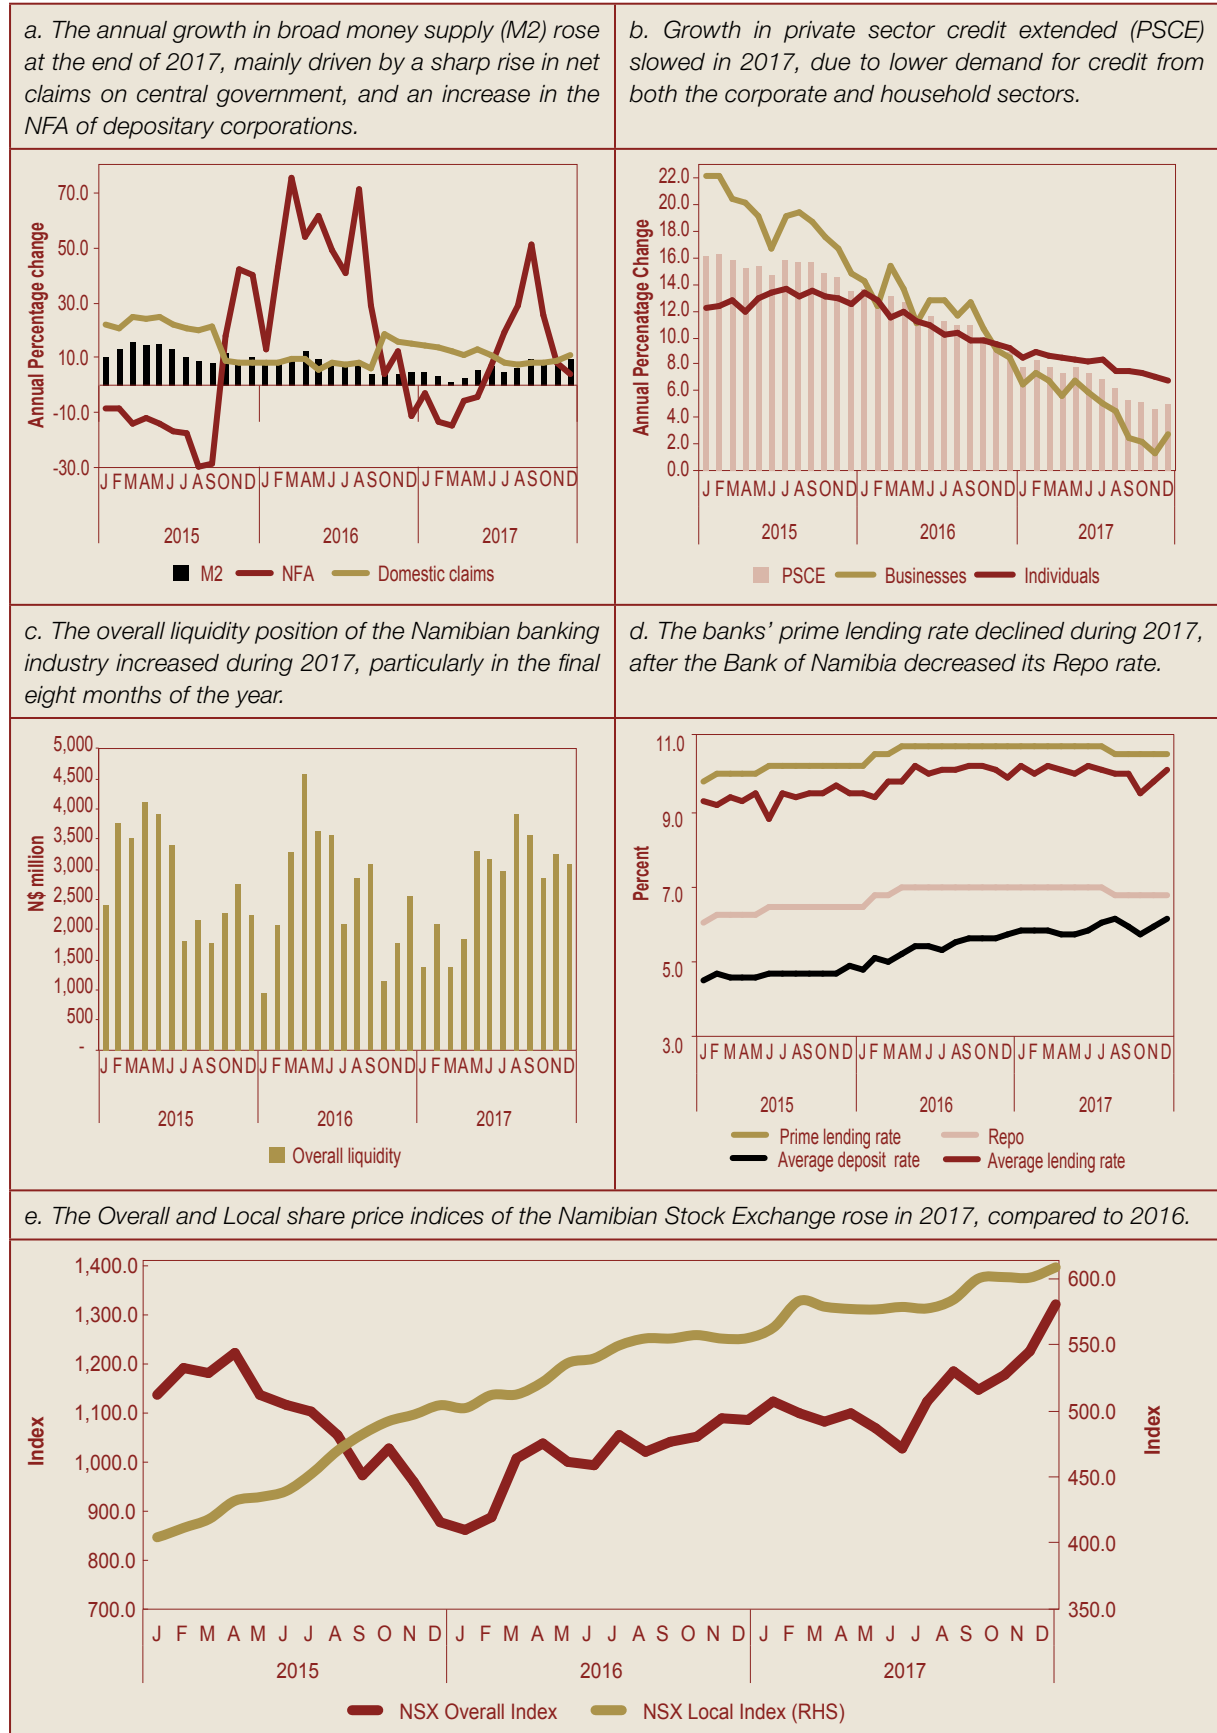 a. The annual growth in broad money supply (M2) rose
at the end of 2017, mainly driven by a sharp rise in net
claims on central government, and an increase in the
NFA of depositary corporations.
b. Growth in private sector credit extended (PSCE)
slowed in 2017, due to lower demand for credit from
both the corporate and household sectors.
Annual Percentage change
70.0
50.0
30.0
10.0
-10.0
-30.0
J F M A M J J A S O N D J F M A M J J A S O N D J F M A M J J A S O N D
2015 2016 2017
M2 NFA Domestic claims
Annual Percenatage Change
22.0
20.0
18.0
16.0
14.0
12.0
10.0
8.0
6.0
4.0
2.0
0.0
J F M A M J J A S O N D J F M A M J J A S O N D J F M A M J J A S O N D
2015 2016 2017
PSCE Businesses Individuals
c. The overall liquidity position of the Namibian banking
industry increased during 2017, particularly in the final
eight months of the year.
d. The banks’ prime lending rate declined during 2017,
after the Bank of Namibia decreased its Repo rate.
N$ million
5,000
4,500
4,000
3,500
3,000
2,500
2,000
1,500
1,000
500
-
J F M A M J J A S O N D J F M A M J J A S O N D J F M A M J J A S O N D
2015 2016 2017
Overall liquidity
Percent
11.0
9.0
7.0
5.0
3.0
J F M A M J J A S O N D J F M A M J J A S O N D J F M A M J J A S O N D
2015 2016 2017
Prime lending rate Repo
Average deposit rate Average lending rate
e. The Overall and Local share price indices of the Namibian Stock Exchange rose in 2017, compared to 2016.
Index
1,400.0
1,300.0
1,200.0
1,100.0
1,000.0
900.0
800.0
700.0
600.0
550.0
500.0
450.0
400.0
350.0
Index
J F M A M J J A S O N D J F M A M J J A S O N D J F M A M J J A S O N D
2015 2016 2017
NSX Overall Index NSX Local Index (RHS)